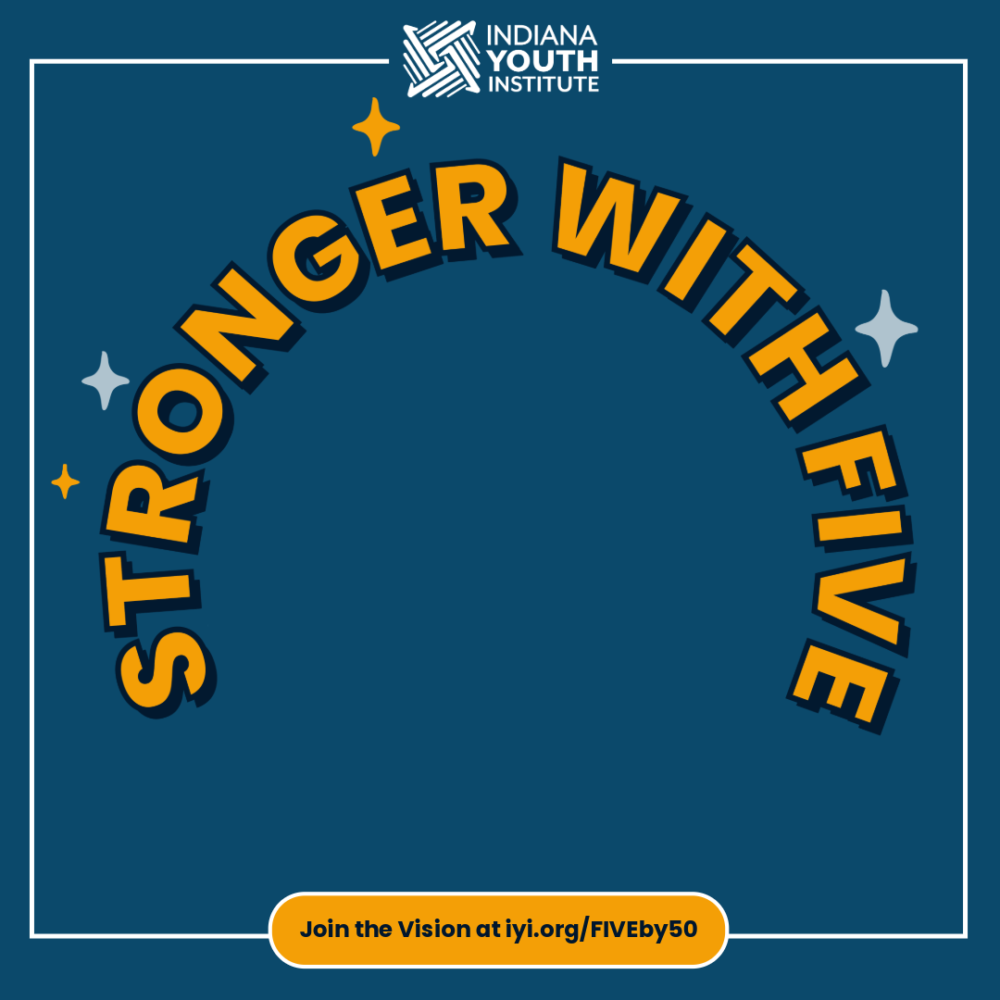 INDIANA
YOUTH
INSTITUTE
STRONGER WITH FIVE
Join the Vision at iyi.org/FIVEby50